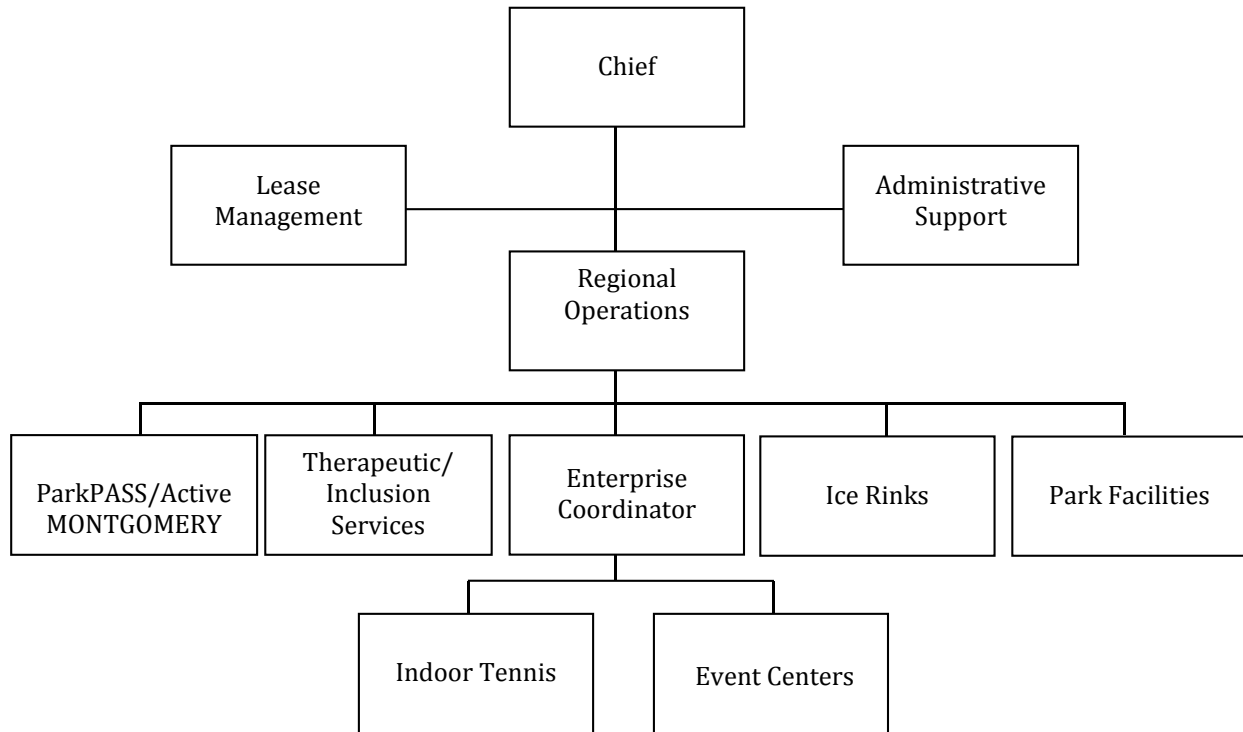 Chief
Lease
Management
Administrative
Support
Regional
Operations
ParkPASS/Active
MONTGOMERY
Therapeutic/
Inclusion
Services
Enterprise
Coordinator
Ice Rinks
Park Facilities
Indoor Tennis
Event Centers